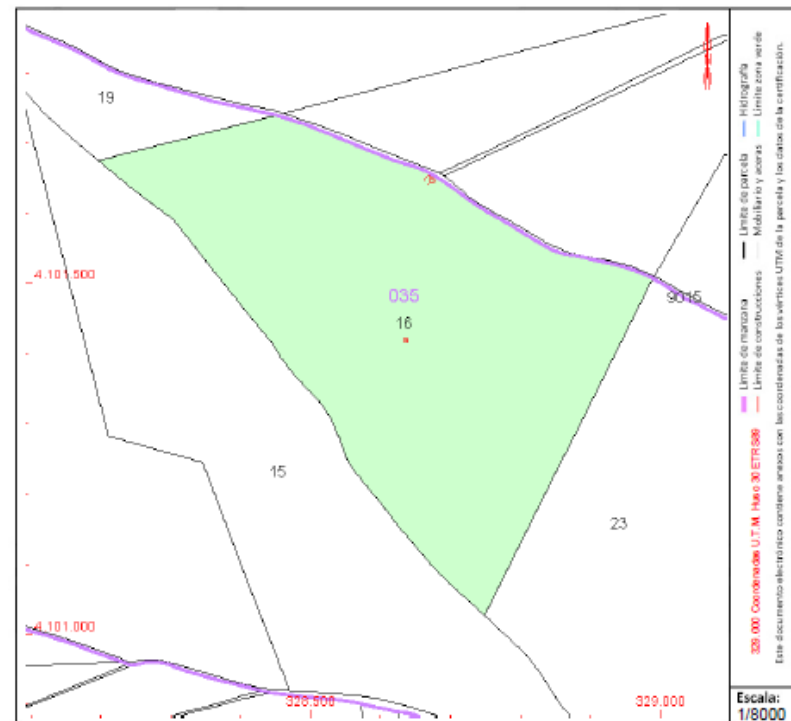 19
4.101.500
035
16
9015
15
23
4.101.000
328.500
329.000
329.000 Coordenadas U.T.M. Huso 30 ETRS89
Límite de manzana
Límite de construcciones
Límite de parcela
Mobiliario y aceras
Hidrografía
Límite zona verde
Este documento electrónico contiene anexos con las coordenadas de los vértices UTM de la parcela y los datos de la certificación.
Escala:
1/8000